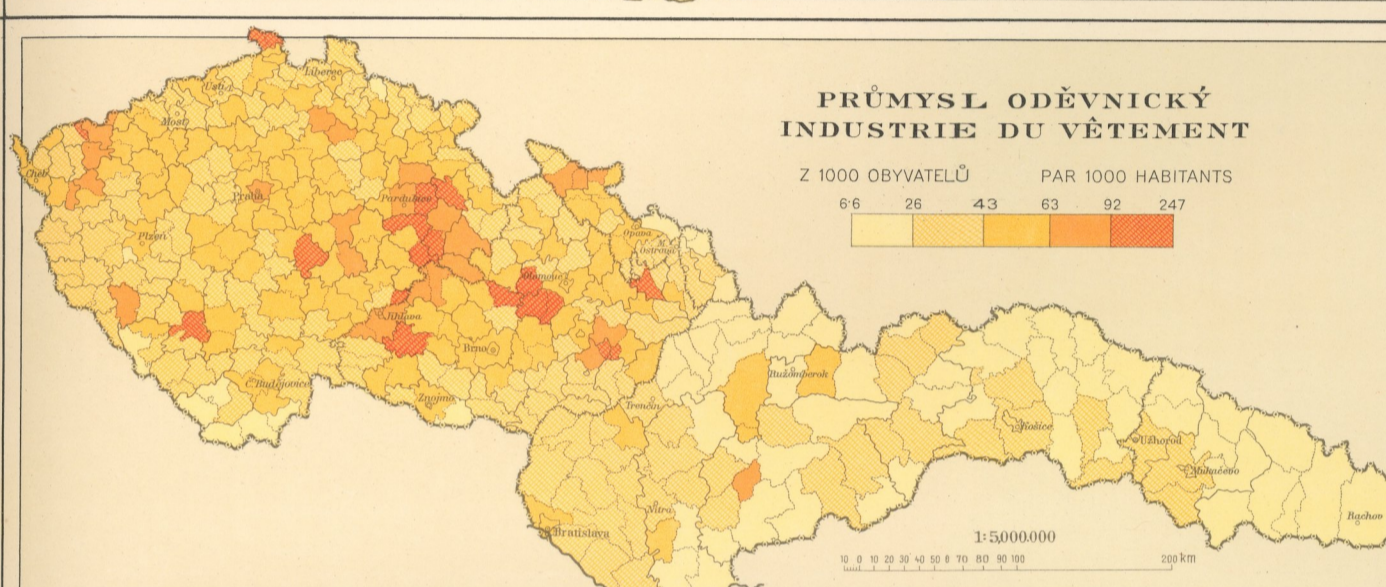 PRŮMYSL ODĚVNICKÝ
INDUSTRIE DU VÊTEMENT
Z 1000 OBYVATELŮ PAR 1000 HABITANTS
6·6 26 43 63 92 247
Liberec
Ústí
Most
Cheb
Praha
Pardubice
Plzeň
Opava
M. Ostrava
Olomouc
Jihlava
Brno
Č. Budějovice
Znojmo
Ružomberok
Trenčín
Košice
Užhorod
Mukačevo
Nitra
Bratislava
Rachov
1:5,000.000
10 0 10 20 30 40 50 6 70 80 90 100 200 km